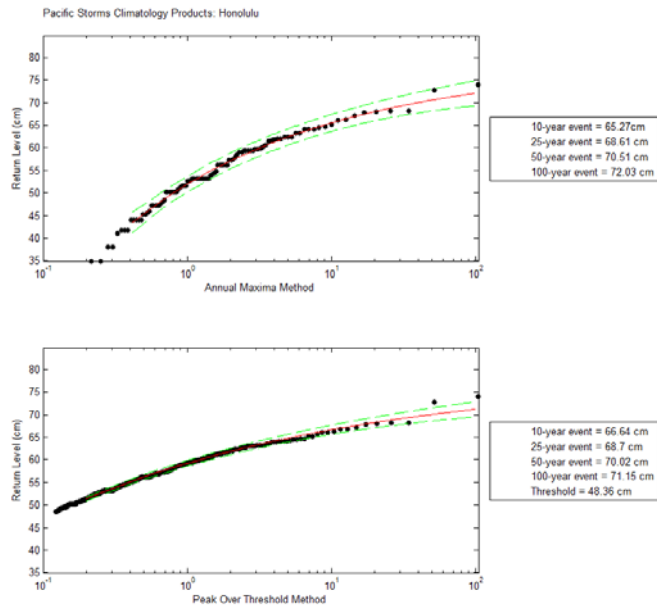 Pacific Storms Climatology Products: Honolulu
Return Level (cm)
85
80
75
70
65
60
55
50
45
40
35
10-1
100
101
102
Annual Maxima Method
10-year event = 65.27cm
25-year event = 68.61 cm
50-year event = 70.51 cm
100-year event = 72.03 cm
Return Level (cm)
85
80
75
70
65
60
55
50
45
40
35
10-1
100
101
102
Peak Over Threshold Method
10-year event = 66.64 cm
25-year event = 68.7 cm
50-year event = 70.02 cm
100-year event = 71.15 cm
Threshold = 48.36 cm